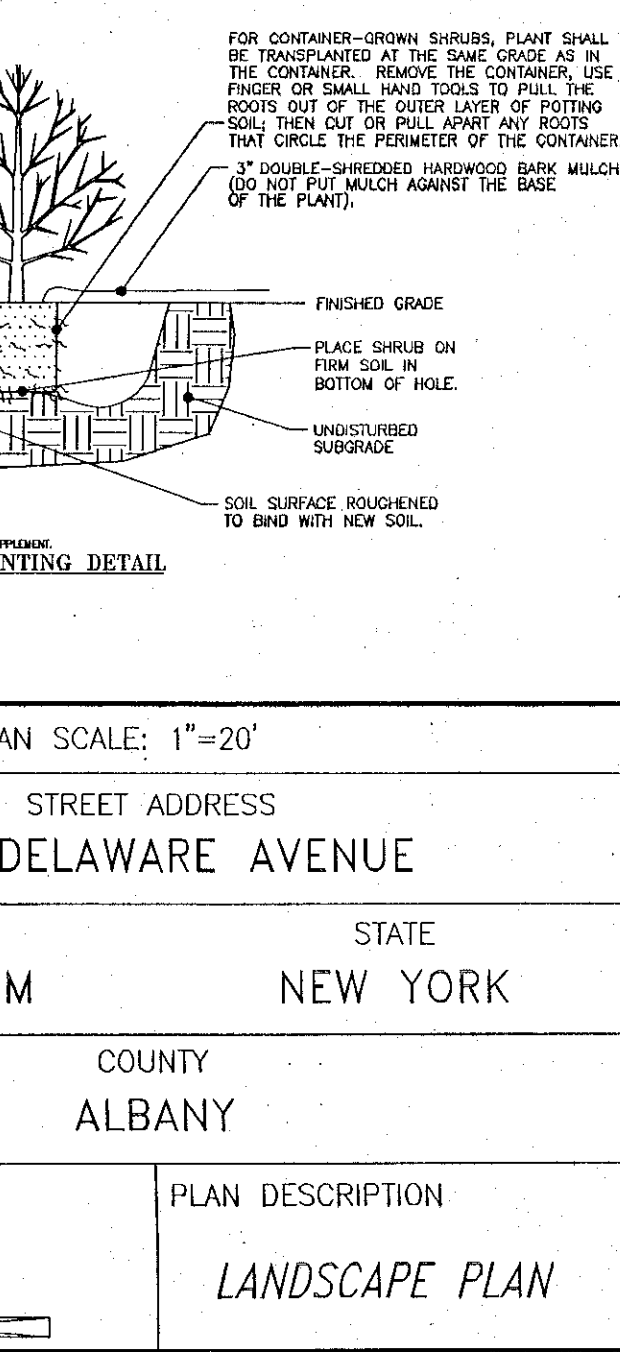 FOR CONTAINER-GROWN SHRUBS, PLANT SHALL
BE TRANSPLANTED AT THE SAME GRADE AS IN
THE CONTAINER. REMOVE THE CONTAINER, USE
FINGER OR SMALL HAND TOOLS TO PULL THE
ROOTS OUT OF THE OUTER LAYER OF POTTING
SOIL; THEN CUT OR PULL APART ANY ROOTS
THAT CIRCLE THE PERIMETER OF THE CONTAINER
3" DOUBLE-SHREDDED HARDWOOD BARK MULCH
(DO NOT PUT MULCH AGAINST THE BASE
OF THE PLANT).
FINISHED GRADE
PLACE SHRUB ON
FIRM SOIL IN
BOTTOM OF HOLE.
UNDISTURBED
SUBGRADE
SOIL SURFACE ROUGHENED
TO BIND WITH NEW SOIL.
PPLEMENT.
NTING DETAIL
AN SCALE: 1"=20'
STREET ADDRESS
DELAWARE AVENUE
STATE
M NEW YORK
COUNTY
ALBANY
PLAN DESCRIPTION
LANDSCAPE PLAN